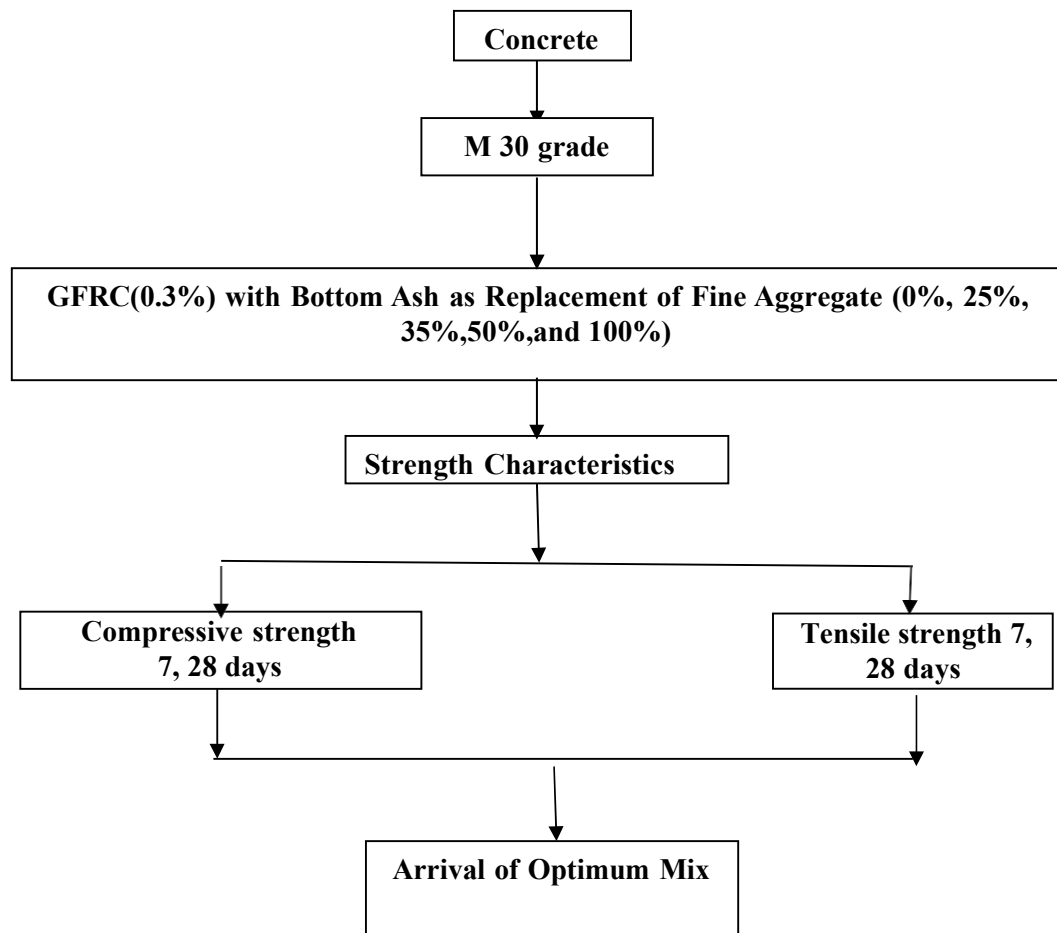 Concrete
M 30 grade
GFRC(0.3%) with Bottom Ash as Replacement of Fine Aggregate (0%, 25%,
35%,50%,and 100%)
Strength Characteristics
Compressive strength
7, 28 days
Tensile strength 7,
28 days
Arrival of Optimum Mix